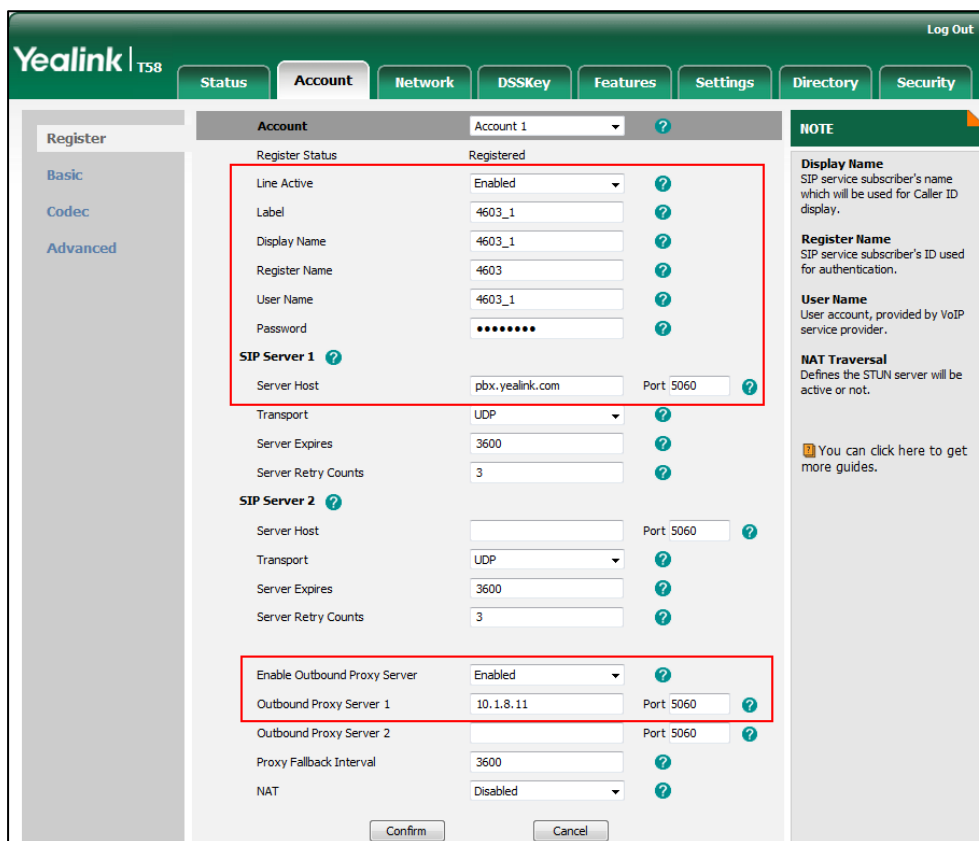 Log Out
Yealink | T58
Status Account Network DSSKey Features Settings Directory Security
Register
Basic
Codec
Advanced
Account Account 1 ?
Register Status Registered
Line Active Enabled ?
Label 4603_1 ?
Display Name 4603_1 ?
Register Name 4603 ?
User Name 4603_1 ?
Password •••••••• ?
SIP Server 1 ?
Server Host pbx.yealink.com Port 5060 ?
Transport UDP ?
Server Expires 3600 ?
Server Retry Counts 3 ?
SIP Server 2 ?
Server Host Port 5060 ?
Transport UDP ?
Server Expires 3600 ?
Server Retry Counts 3 ?
Enable Outbound Proxy Server Enabled ?
Outbound Proxy Server 1 10.1.8.11 Port 5060 ?
Outbound Proxy Server 2 Port 5060 ?
Proxy Fallback Interval 3600 ?
NAT Disabled ?
Confirm Cancel
NOTE
Display Name
SIP service subscriber's name
which will be used for Caller ID
display.
Register Name
SIP service subscriber's ID used
for authentication.
User Name
User account, provided by VoIP
service provider.
NAT Traversal
Defines the STUN server will be
active or not.
? You can click here to get
more guides.